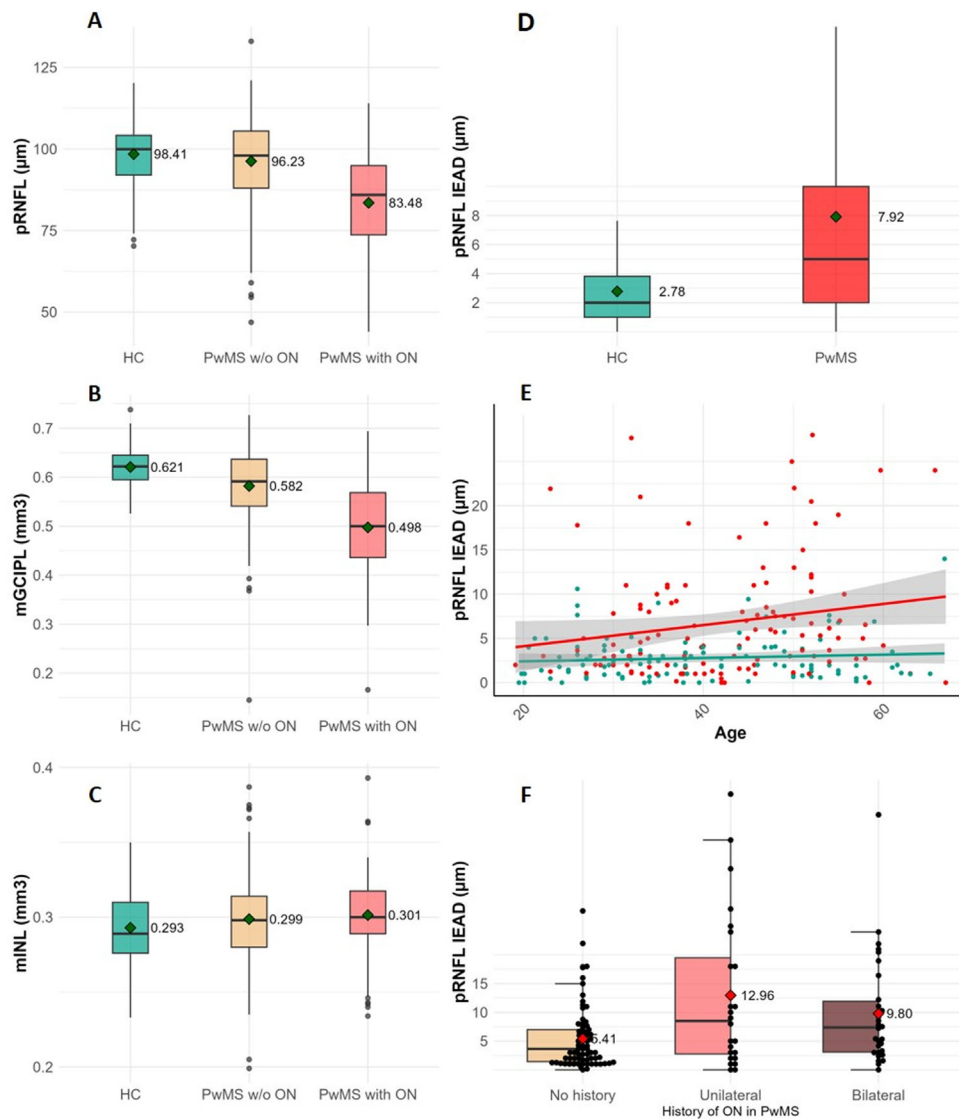 A
pRNFL (µm)
125
100
75
50
98.41
96.23
83.48
HC
PwMS w/o ON
PwMS with ON
D
pRNFL IEAD (µm)
8
6
4
2
2.78
7.92
HC
PwMS
B
mGCIPL (mm3)
0.7
0.6
0.5
0.4
0.3
0.2
0.621
0.582
0.498
HC
PwMS w/o ON
PwMS with ON
E
pRNFL IEAD (µm)
20
15
10
5
0
20
40
60
Age
C
mINL (mm3)
0.4
0.3
0.2
0.293
0.299
0.301
HC
PwMS w/o ON
PwMS with ON
F
pRNFL IEAD (µm)
15
10
5
5.41
12.96
9.80
No history
Unilateral
Bilateral
History of ON in PwMS